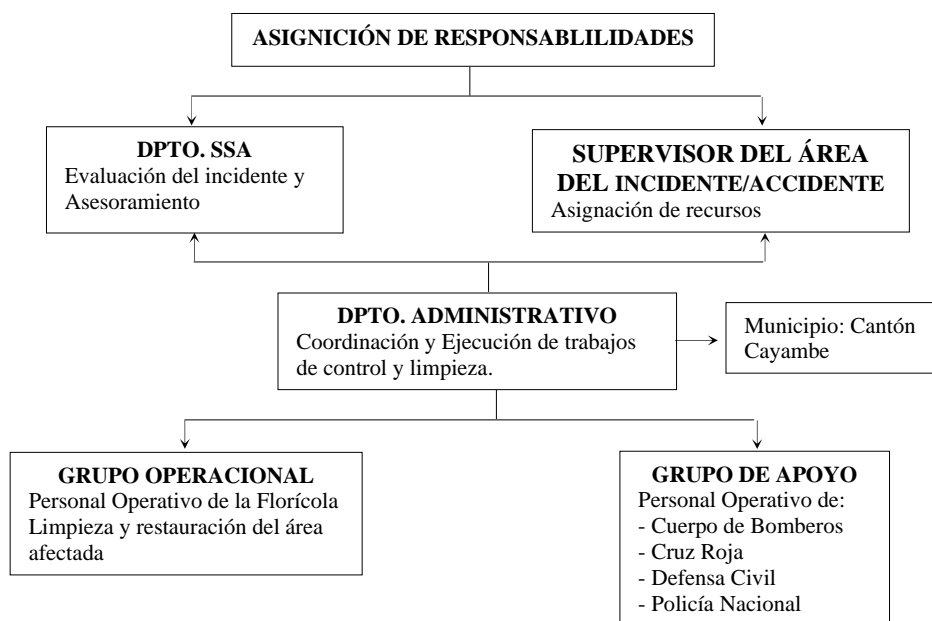 ASIGNICIÓN DE RESPONSABLILIDADES
DPTO. SSA
Evaluación del incidente y
Asesoramiento
SUPERVISOR DEL ÁREA
DEL INCIDENTE/ACCIDENTE
Asignación de recursos
DPTO. ADMINISTRATIVO
Coordinación y Ejecución de trabajos
de control y limpieza.
Municipio: Cantón
Cayambe
GRUPO OPERACIONAL
Personal Operativo de la Florícola
Limpieza y restauración del área
afectada
GRUPO DE APOYO
Personal Operativo de:
- Cuerpo de Bomberos
- Cruz Roja
- Defensa Civil
- Policía Nacional